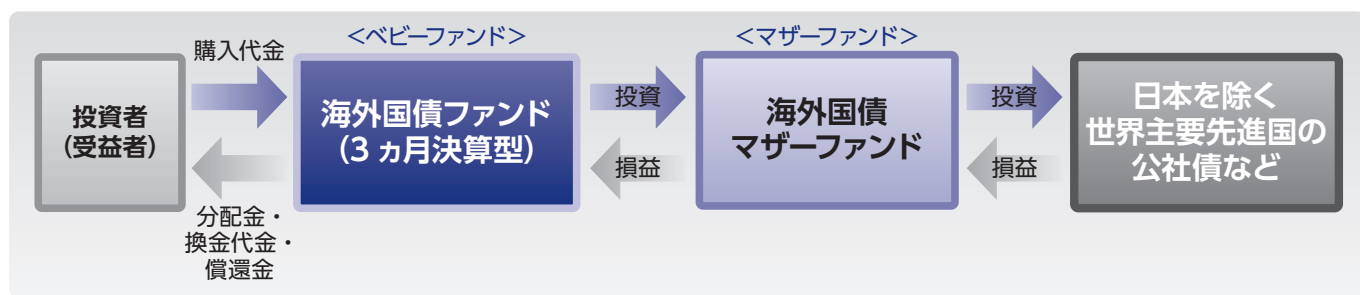 <ベビーファンド>
<マザーファンド>
購入代金
投資者
(受益者)
分配金・
換金代金・
償還金
海外国債ファンド
(3ヵ月決算型)
投資
損益
海外国債
マザーファンド
投資
損益
日本を除く
世界主要先進国の
公社債など